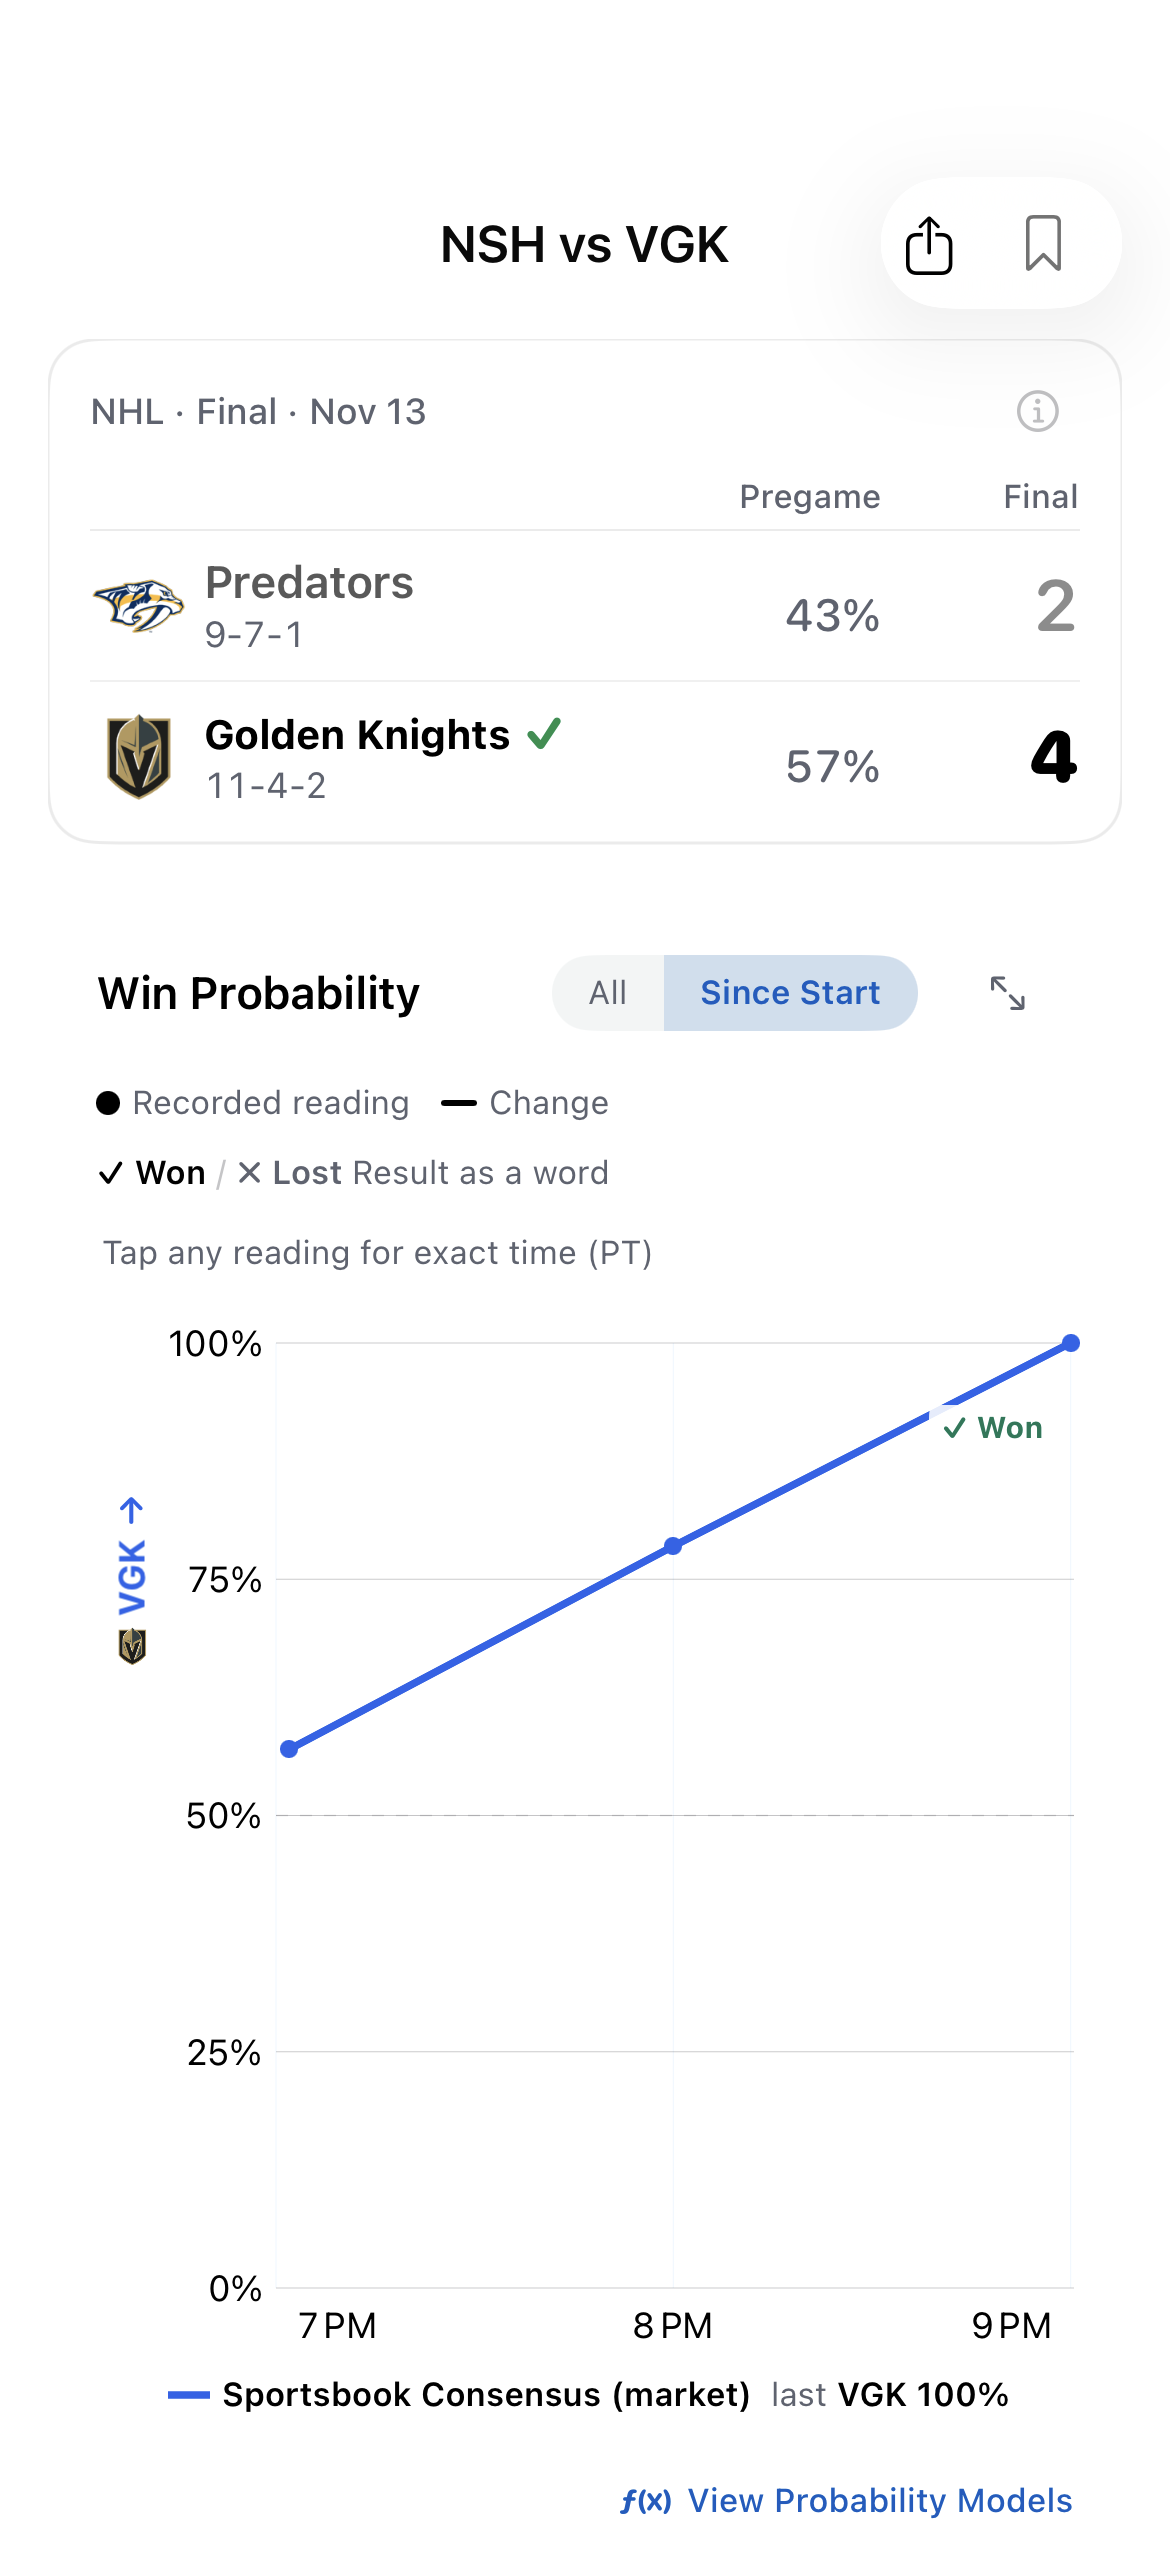 NSH vs VGK
NHL · Final · Nov 13
Pregame Final
Predators
9-7-1
43% 2
Golden Knights ✓
11-4-2
57% 4
Win Probability All Since Start
Recorded reading Change
✓ Won / ✕ Lost Result as a word
Tap any reading for exact time (PT)
100%
✓ Won
VGK →
75%
50%
25%
0%
7 PM 8 PM 9 PM
Sportsbook Consensus (market) last VGK 100%
f(x) View Probability Models